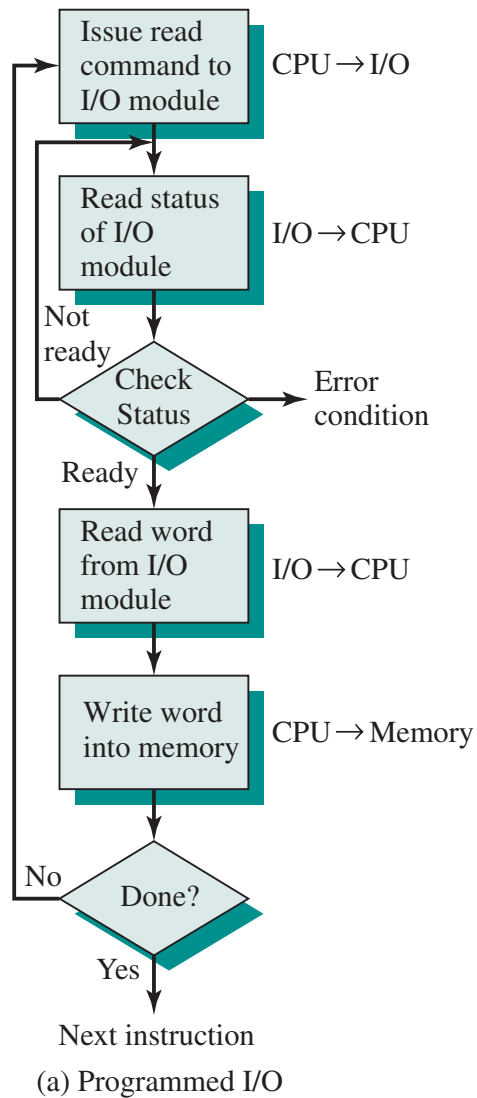 Issue read
command to
I/O module
CPU → I/O
Read status
of I/O
module
I/O → CPU
Not
ready
Check
Status
Error
condition
Ready
Read word
from I/O
module
I/O → CPU
Write word
into memory
CPU → Memory
No
Done?
Yes
Next instruction
(a) Programmed I/O